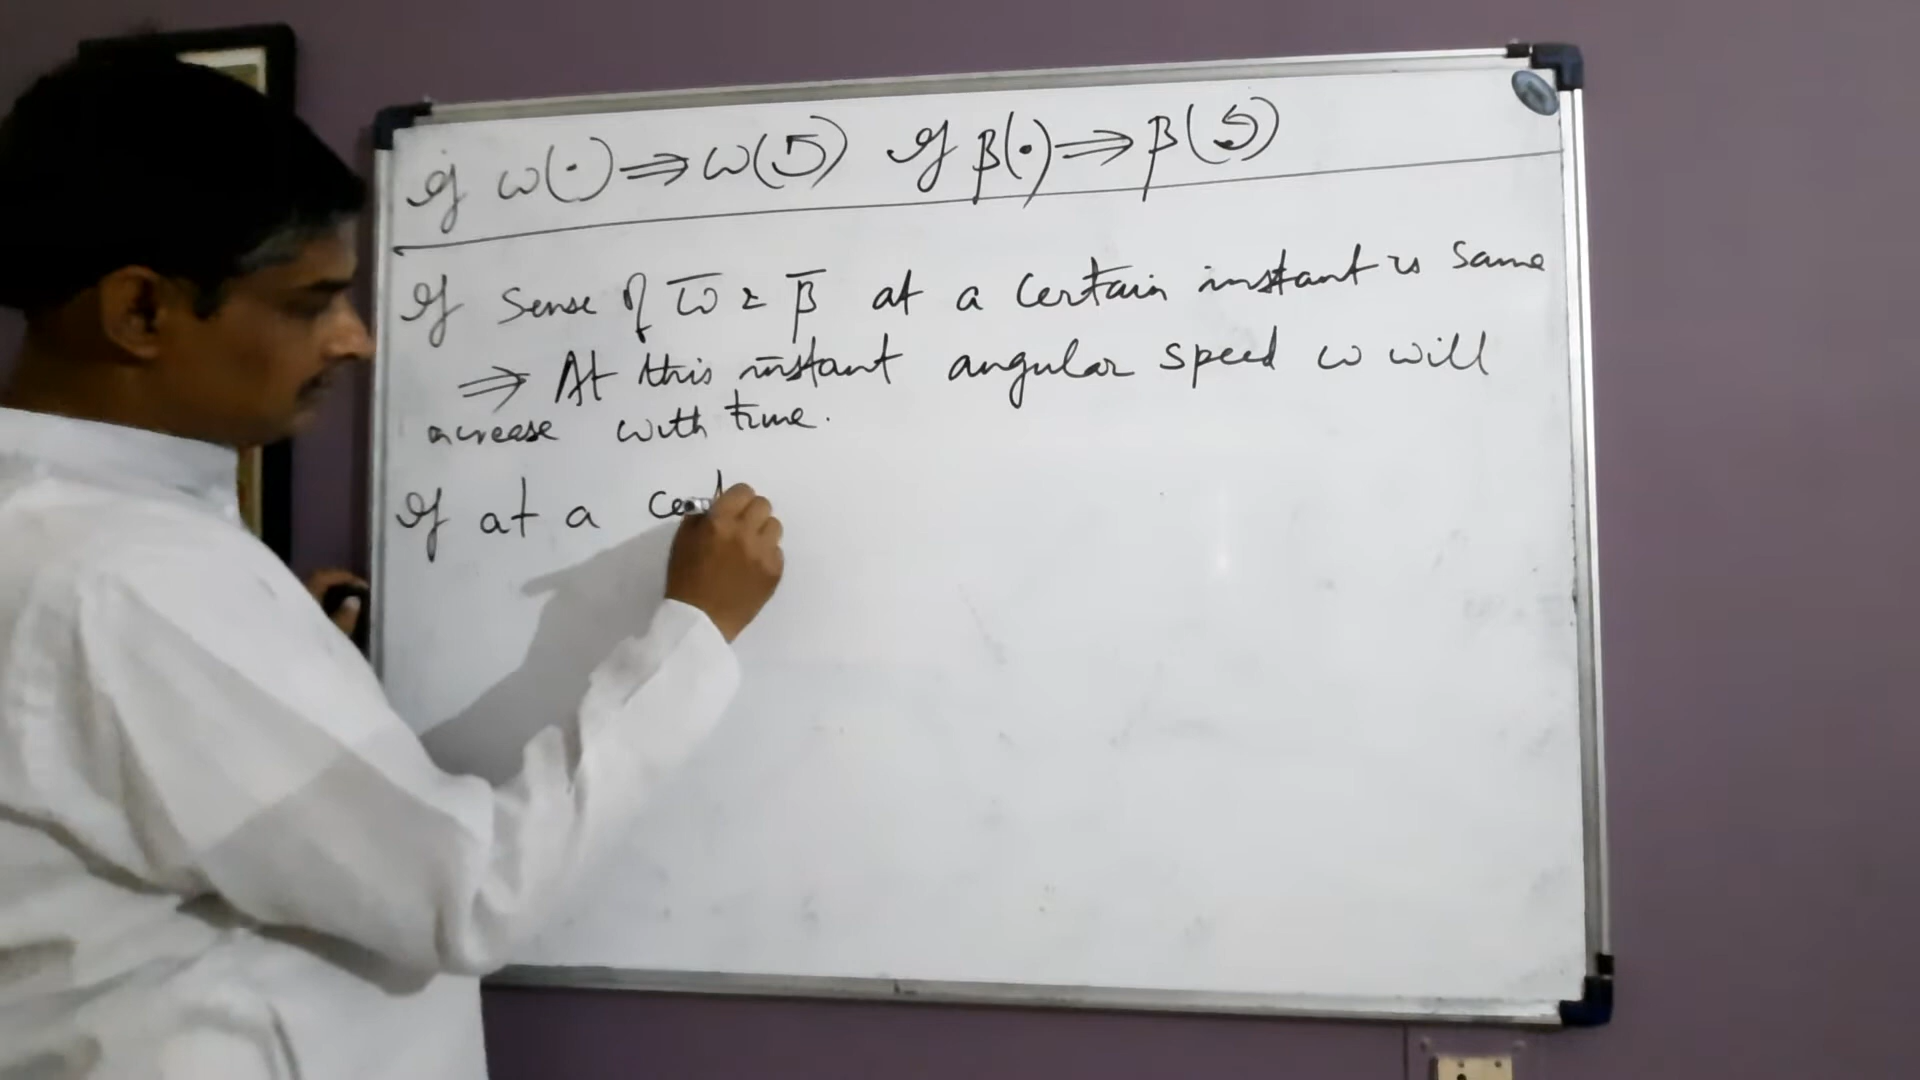 If ω(·) ⇒ ω(↺) If β(·) ⇒ β(↺)
If Sense of ω̅ & β̅ at a certain instant is same
⇒ At this instant angular speed ω will
increase with time.
If at a cert